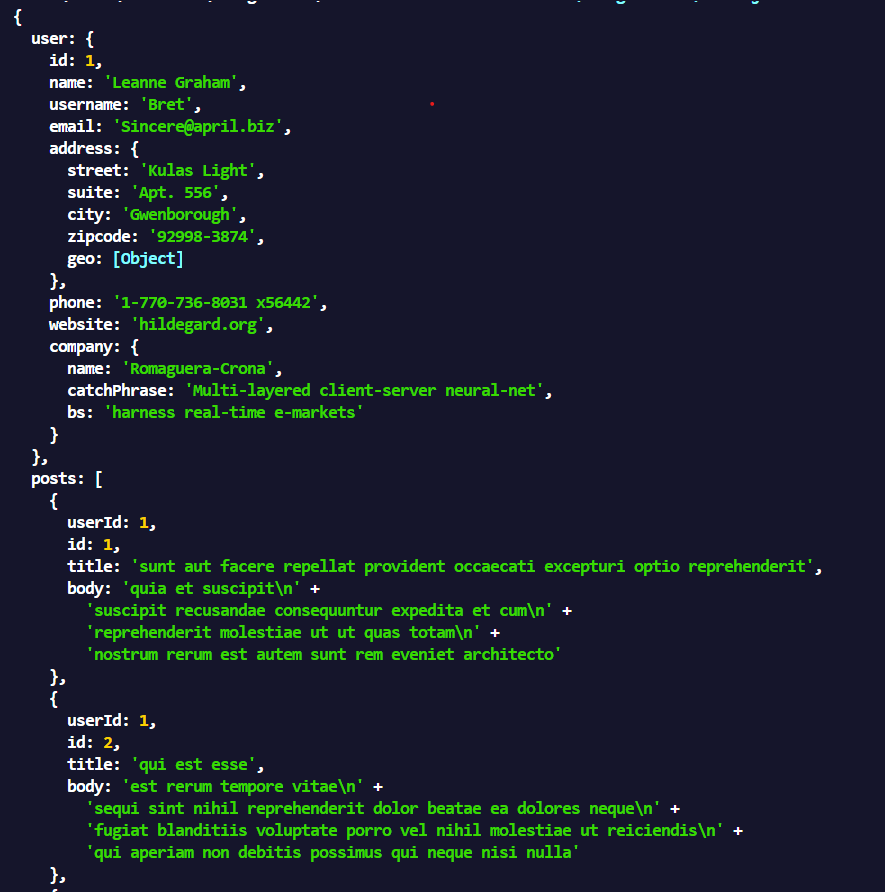 {
  user: {
    id: 1,
    name: 'Leanne Graham',
    username: 'Bret',
    email: 'Sincere@april.biz',
    address: {
      street: 'Kulas Light',
      suite: 'Apt. 556',
      city: 'Gwenborough',
      zipcode: '92998-3874',
      geo: [Object]
    },
    phone: '1-770-736-8031 x56442',
    website: 'hildegard.org',
    company: {
      name: 'Romaguera-Crona',
      catchPhrase: 'Multi-layered client-server neural-net',
      bs: 'harness real-time e-markets'
    }
  },
  posts: [
    {
      userId: 1,
      id: 1,
      title: 'sunt aut facere repellat provident occaecati excepturi optio reprehenderit',
      body: 'quia et suscipit\n' +
        'suscipit recusandae consequuntur expedita et cum\n' +
        'reprehenderit molestiae ut ut quas totam\n' +
        'nostrum rerum est autem sunt rem eveniet architecto'
    },
    {
      userId: 1,
      id: 2,
      title: 'qui est esse',
      body: 'est rerum tempore vitae\n' +
        'sequi sint nihil reprehenderit dolor beatae ea dolores neque\n' +
        'fugiat blanditiis voluptate porro vel nihil molestiae ut reiciendis\n' +
        'qui aperiam non debitis possimus qui neque nisi nulla'
    },